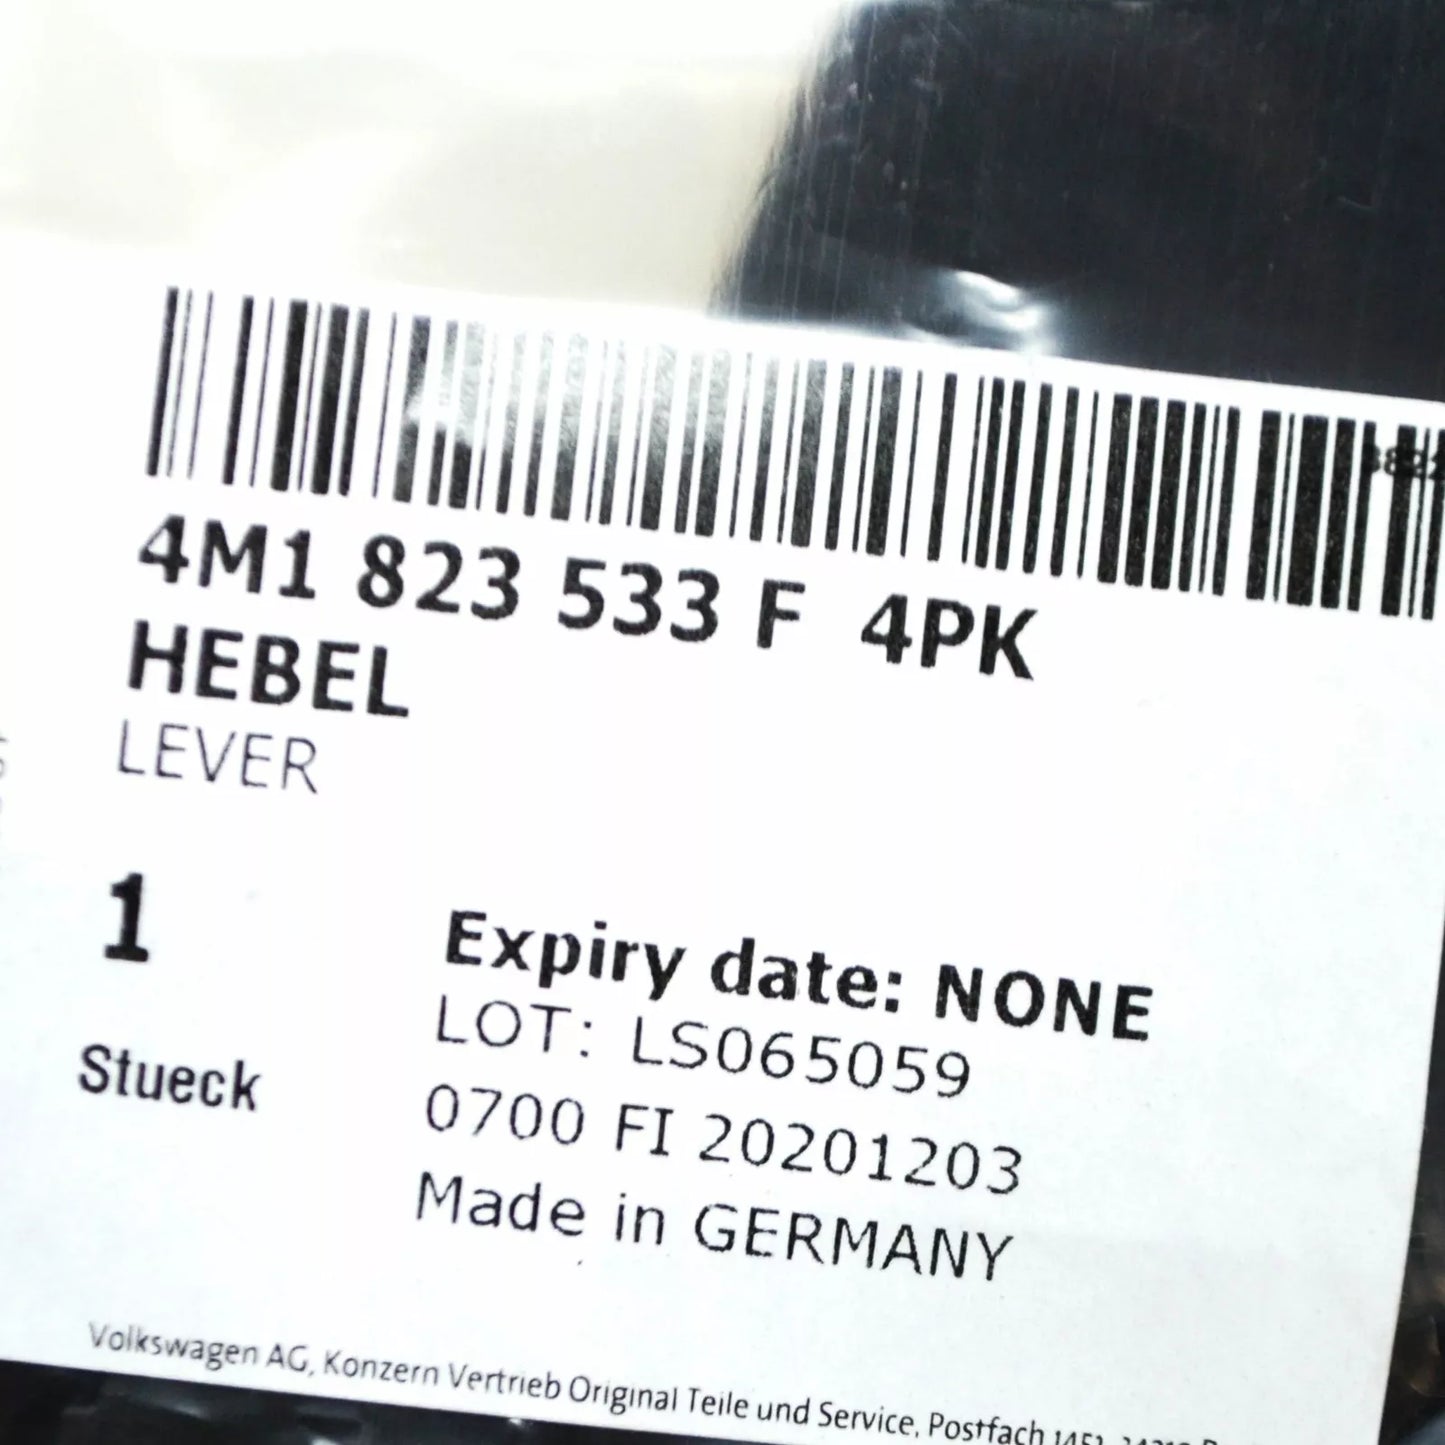 4M1 823 533 F 4PK
HEBEL
LEVER
1
Stueck
Expiry date: NONE
LOT: LS065059
0700 FI 20201203
Made in GERMANY
Volkswagen AG, Konzern Vertrieb Original Teile und Service, Postfach